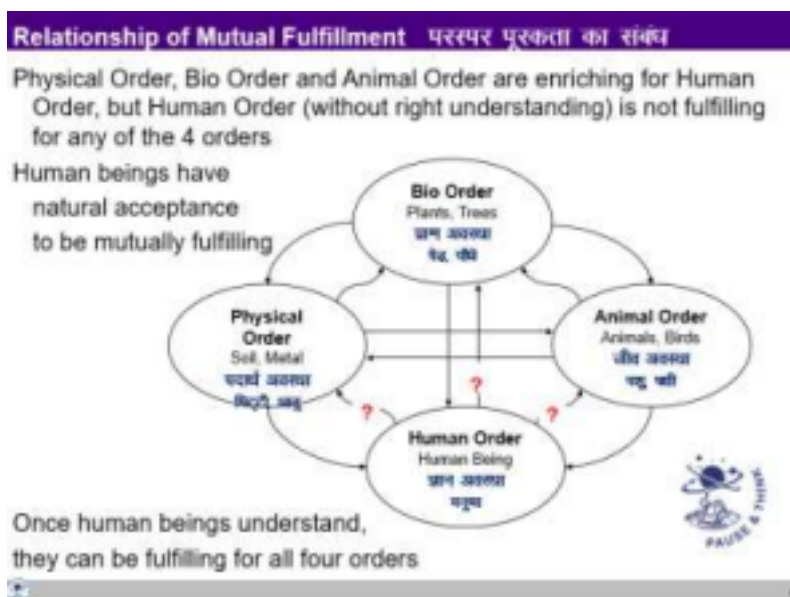 Relationship of Mutual Fulfillment परस्पर पूरकता का संबंध
Physical Order, Bio Order and Animal Order are enriching for Human
Order, but Human Order (without right understanding) is not fulfilling
for any of the 4 orders
Human beings have
natural acceptance
to be mutually fulfilling
Bio Order
Plants, Trees
प्राण अवस्था
पेड़, पौधे
Physical
Order
Soil, Metal
पदार्थ अवस्था
मिट्टी,
Animal Order
Animals, Birds
जीव अवस्था
पशु, पक्षी
?
?
?
Human Order
Human Being
ज्ञान अवस्था
मनुष्य
Once human beings understand,
they can be fulfilling for all four orders
PAUSE & THINK